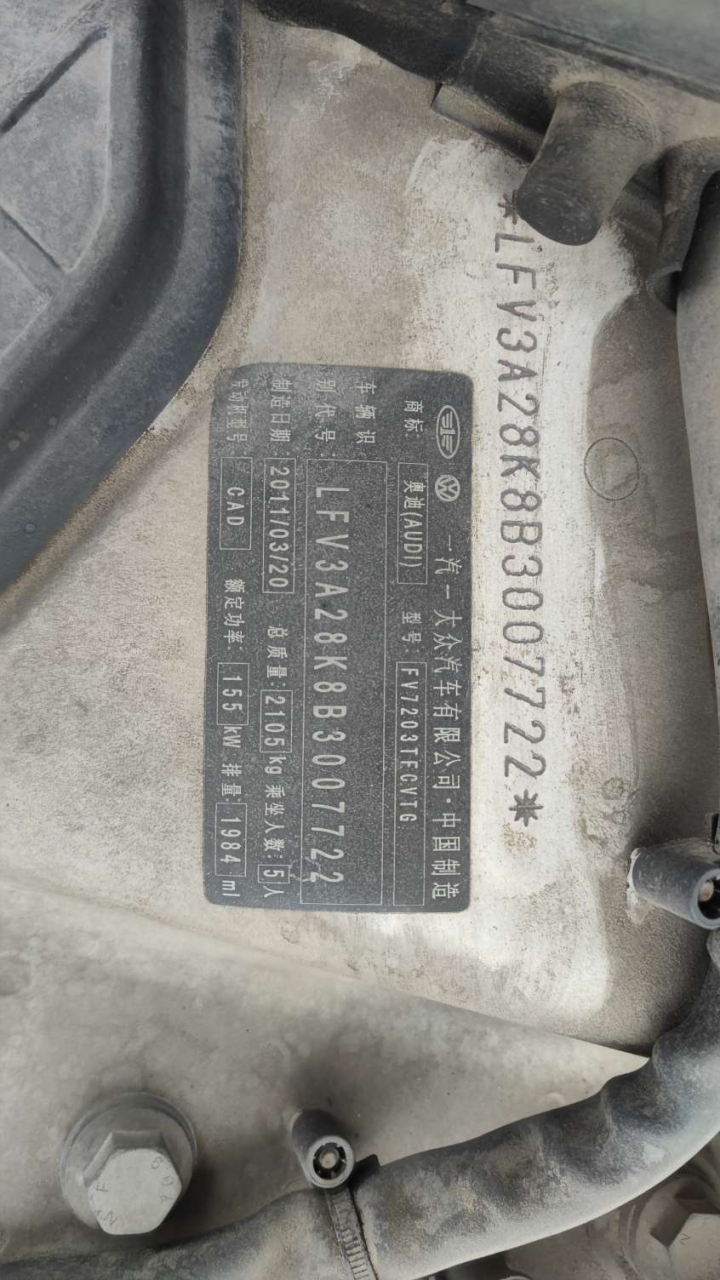 *LFV3A28K8B3007722*
一汽-大众汽车有限公司·中国制造
商标: 奥迪(AUDI) 型号: FV7203TFCVTG
车辆识
别代号: LFV3A28K8B3007722
制造日期: 2011/03/20 总质量: 2105 kg 乘坐人数: 5 人
发动机型号: CAD 额定功率: 155 kW 排量: 1984 ml